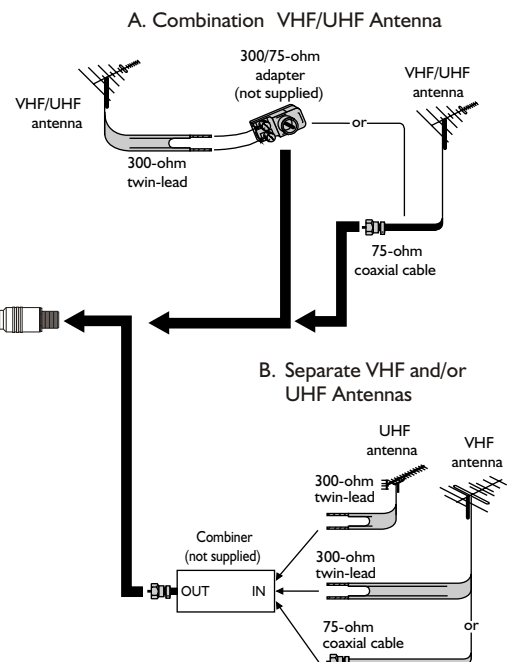 A. Combination VHF/UHF Antenna
300/75-ohm
adapter
(not supplied)
VHF/UHF
antenna
VHF/UHF
antenna
or
300-ohm
twin-lead
75-ohm
coaxial cable
B. Separate VHF and/or
UHF Antennas
UHF
antenna
VHF
antenna
300-ohm
twin-lead
Combiner
(not supplied)
300-ohm
twin-lead
OUT
IN
75-ohm
coaxial cable
or